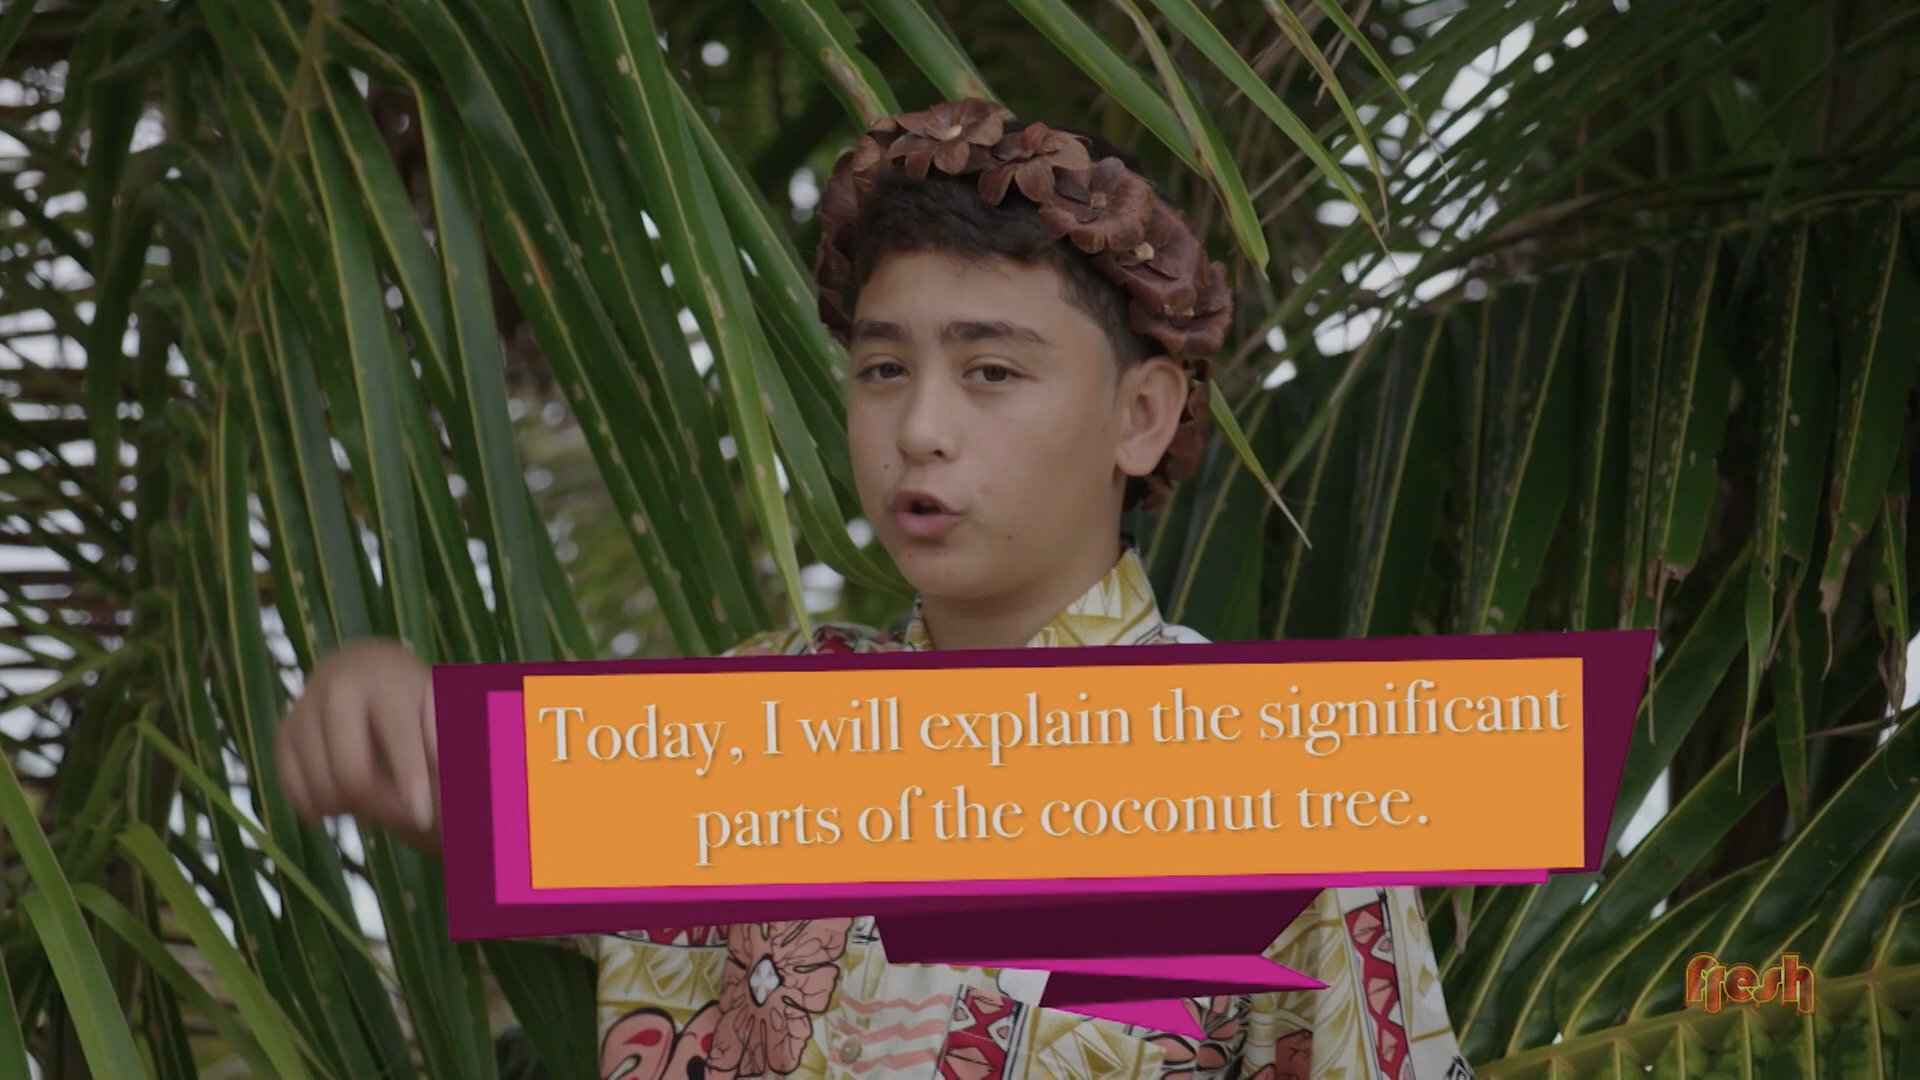 Today, I will explain the significant
parts of the coconut tree.
fresh